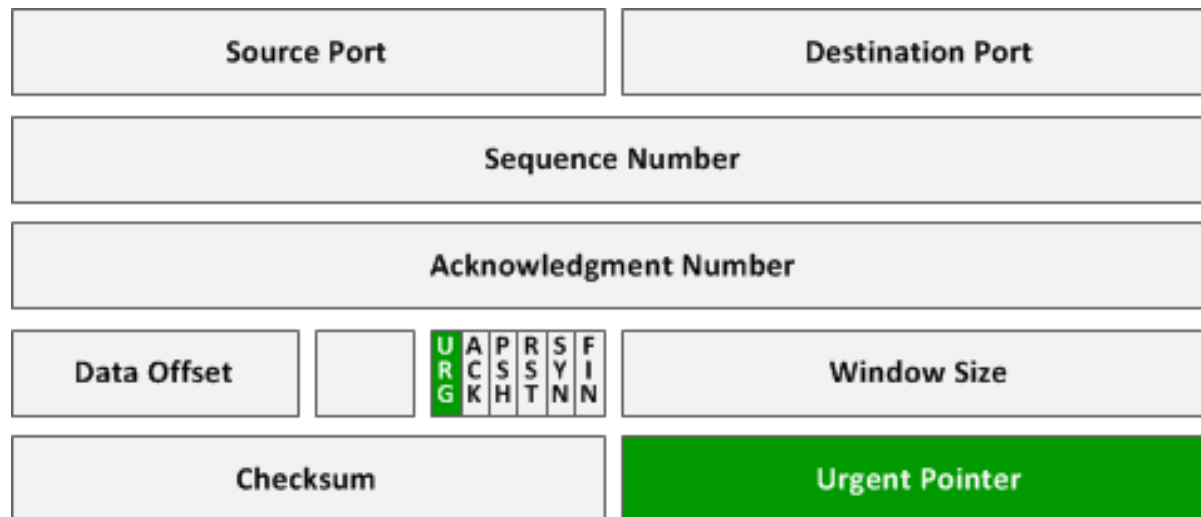 Source Port
Destination Port
Sequence Number
Acknowledgment Number
Data Offset
URG
ACK
PSH
RST
SYN
FIN
Window Size
Checksum
Urgent Pointer